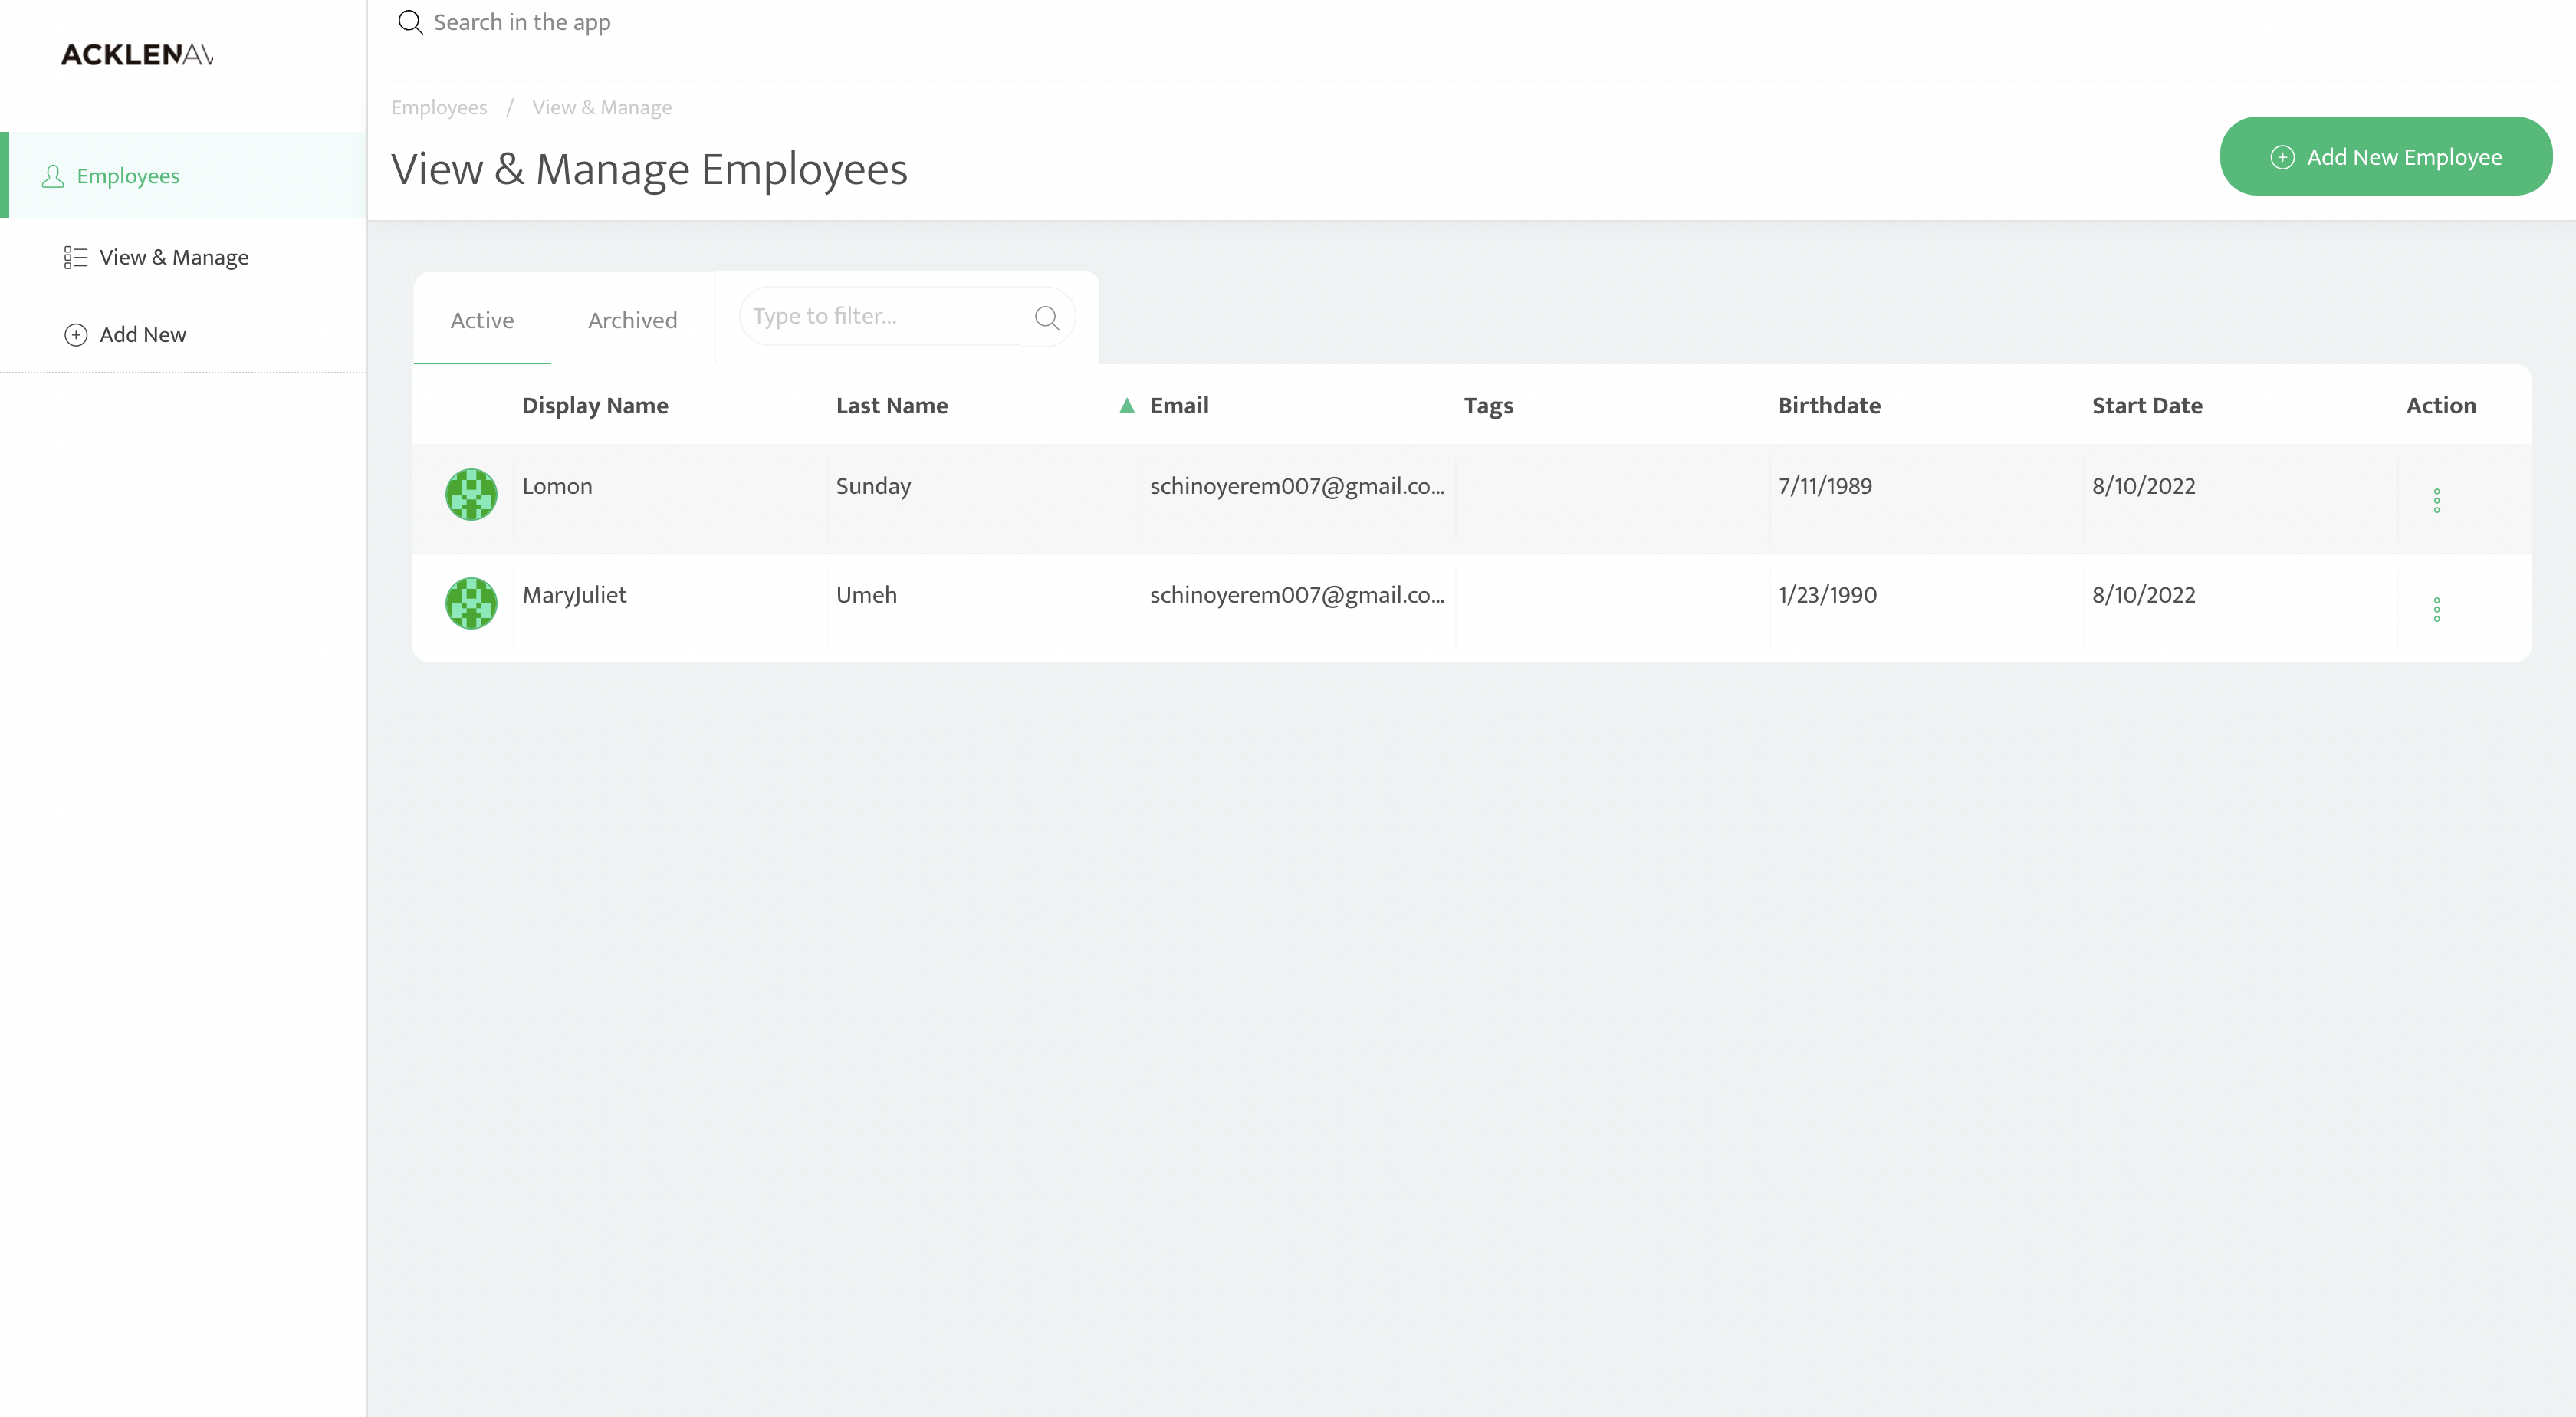 ACKLENAV
Search in the app
Employees / View & Manage
View & Manage Employees
Add New Employee
Employees
View & Manage
Add New
Active Archived Type to filter...
Display Name Last Name ▲ Email Tags Birthdate Start Date Action
Lomon Sunday schinoyerem007@gmail.co... 7/11/1989 8/10/2022
MaryJuliet Umeh schinoyerem007@gmail.co... 1/23/1990 8/10/2022